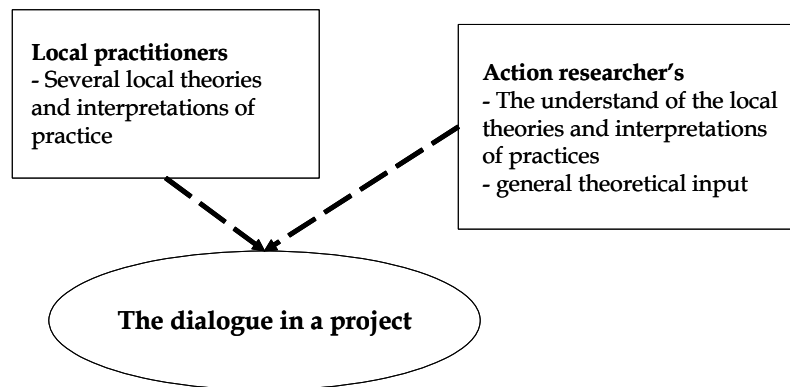 Local practitioners
- Several local theories
and interpretations of
practice
Action researcher’s
- The understand of the local
theories and interpretations
of practices
- general theoretical input
The dialogue in a project